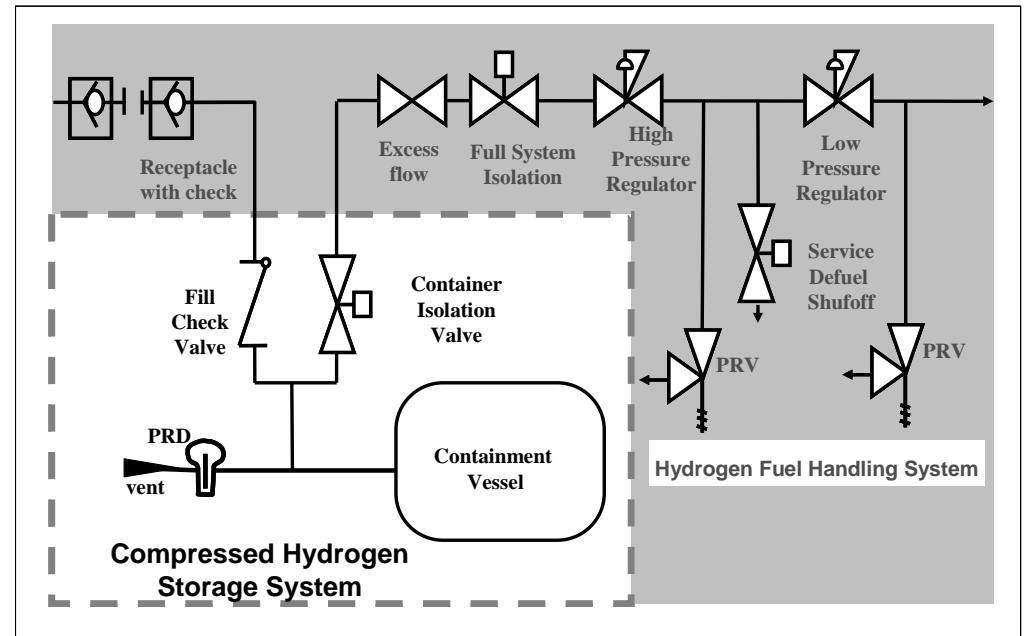 Receptacle
with check
Excess
flow
Full System
Isolation
High
Pressure
Regulator
Low
Pressure
Regulator
Service
Defuel
Shufoff
Fill
Check
Valve
Container
Isolation
Valve
PRV
PRV
PRD
vent
Containment
Vessel
Hydrogen Fuel Handling System
Compressed Hydrogen
Storage System